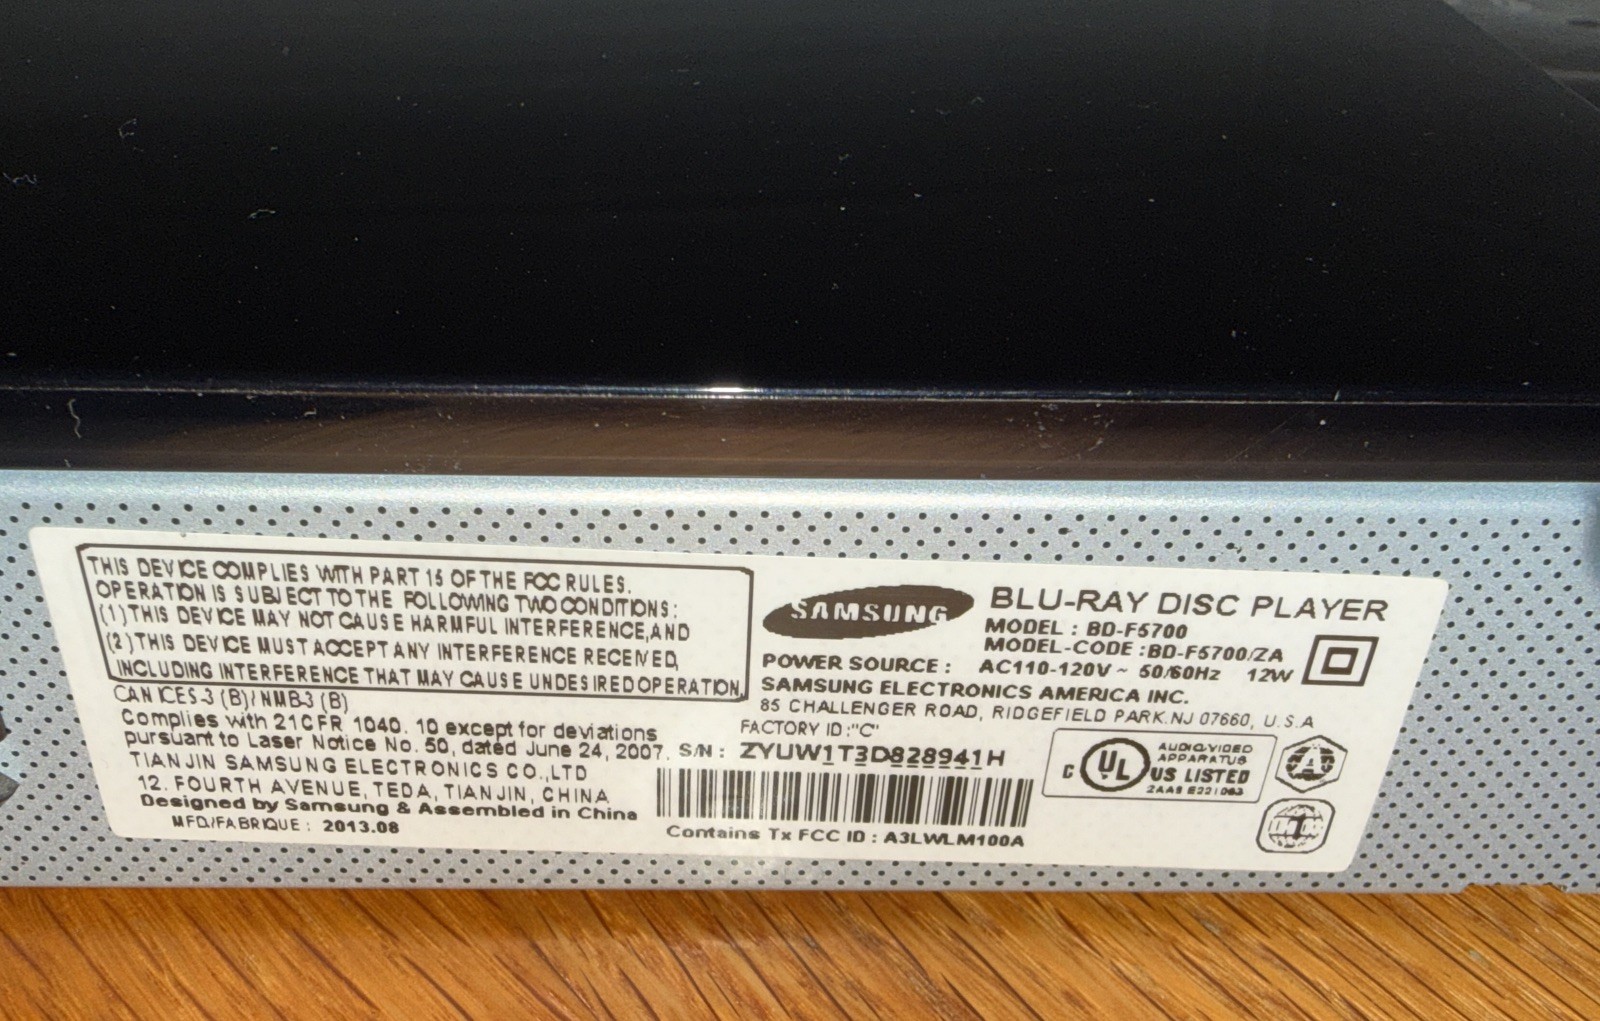 THIS DEVICE COMPLIES WITH PART 15 OF THE FCC RULES.
OPERATION IS SUBJECT TO THE FOLLOWING TWO CONDITIONS:
(1) THIS DEVICE MAY NOT CAUSE HARMFUL INTERFERENCE, AND
(2) THIS DEVICE MUST ACCEPT ANY INTERFERENCE RECEIVED,
INCLUDING INTERFERENCE THAT MAY CAUSE UNDESIRED OPERATION.
CAN ICES-3 (B)/ NMB-3 (B)
Complies with 21CFR 1040. 10 except for deviations
pursuant to Laser Notice No. 50, dated June 24, 2007.
TIANJIN SAMSUNG ELECTRONICS CO.,LTD
12. FOURTH AVENUE, TEDA, TIANJIN, CHINA
Designed by Samsung & Assembled in China
MFD/FABRIQUE : 2013.08
SAMSUNG
BLU-RAY DISC PLAYER
MODEL : BD-F5700
MODEL-CODE :BD-F5700/ZA
POWER SOURCE : AC110-120V ~ 50/60Hz 12W
SAMSUNG ELECTRONICS AMERICA INC.
85 CHALLENGER ROAD, RIDGEFIELD PARK.NJ 07660, U.S.A
FACTORY ID:"C"
S/N : ZYUW1T3D828941H
Contains Tx FCC ID : A3LWLM100A
C UL US LISTED
AUDIO/VIDEO
APPARATUS